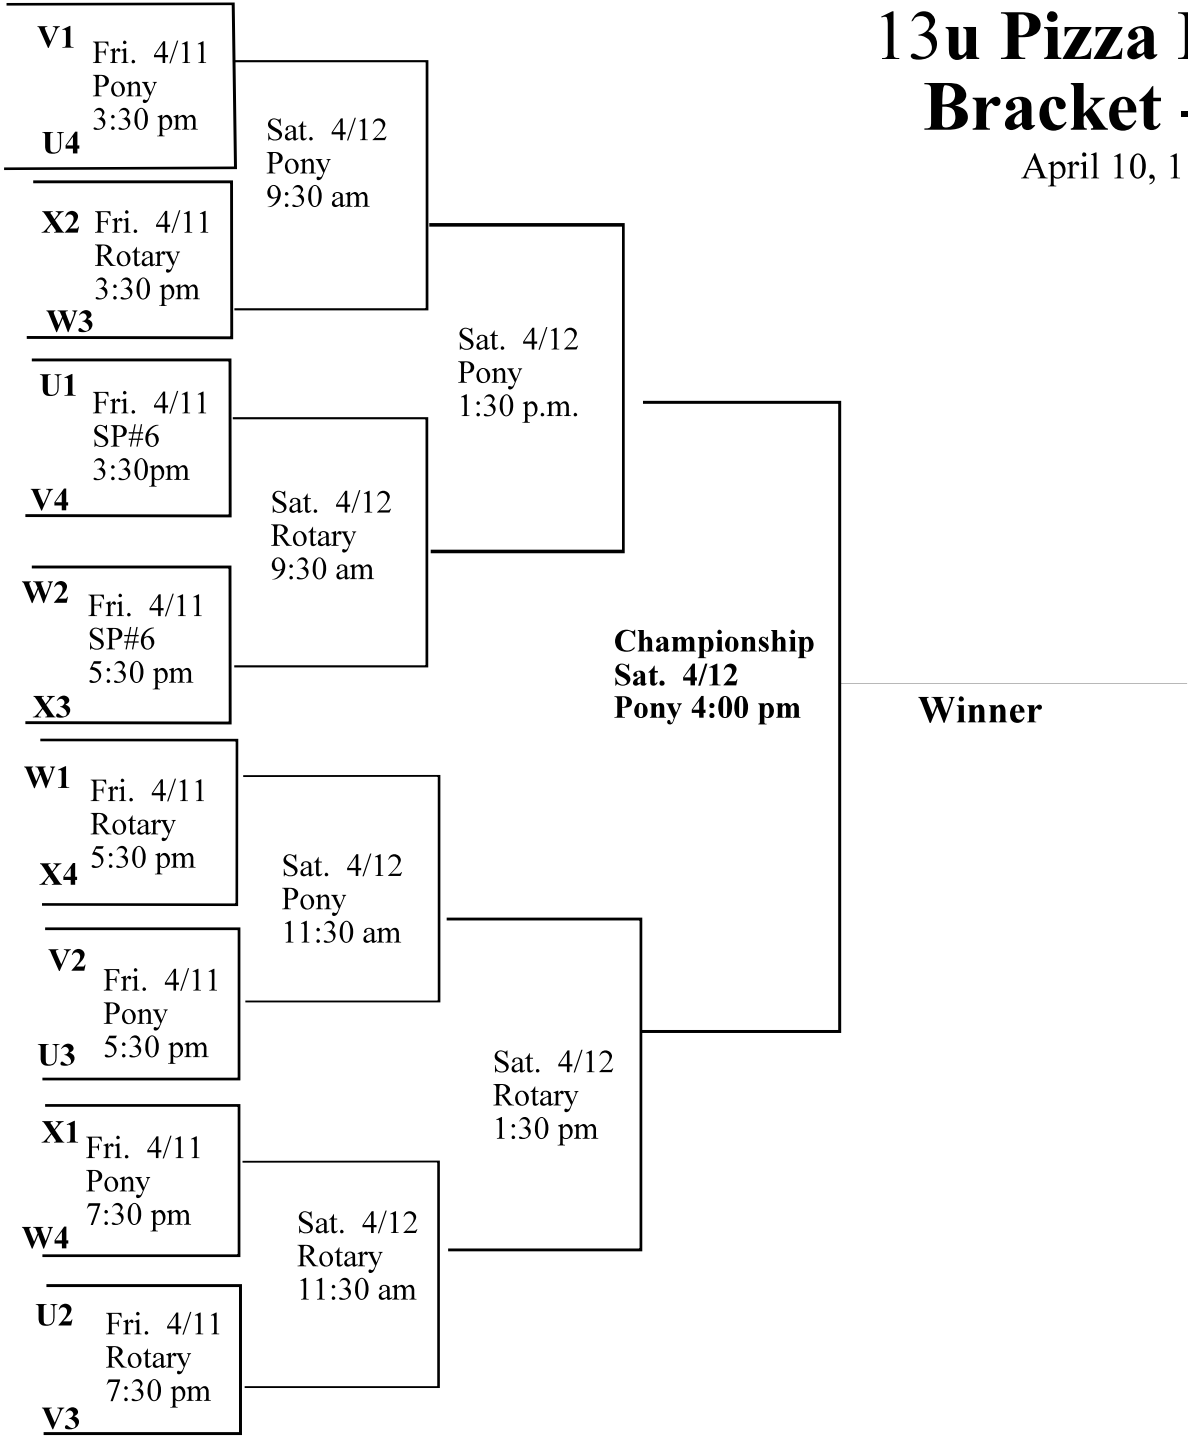 13u Pizza
Bracket -
April 10, 1
V1
Fri. 4/11
Pony
3:30 pm
U4
X2
Fri. 4/11
Rotary
3:30 pm
W3
U1
Fri. 4/11
SP#6
3:30pm
V4
W2
Fri. 4/11
SP#6
5:30 pm
X3
W1
Fri. 4/11
Rotary
5:30 pm
X4
V2
Fri. 4/11
Pony
5:30 pm
U3
X1
Fri. 4/11
Pony
7:30 pm
W4
U2
Fri. 4/11
Rotary
7:30 pm
V3
Sat. 4/12
Pony
9:30 am
Sat. 4/12
Rotary
9:30 am
Sat. 4/12
Pony
11:30 am
Sat. 4/12
Rotary
11:30 am
Sat. 4/12
Pony
1:30 p.m.
Sat. 4/12
Rotary
1:30 pm
Championship
Sat. 4/12
Pony 4:00 pm
Winner